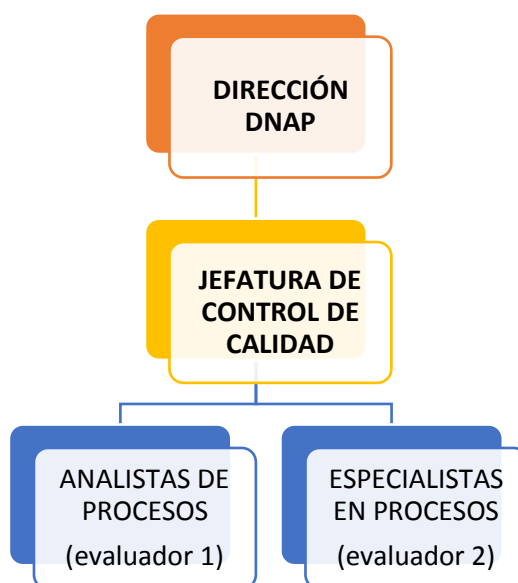 DIRECCIÓN
DNAP
JEFATURA DE
CONTROL DE
CALIDAD
ANALISTAS DE
PROCESOS
(evaluador 1)
ESPECIALISTAS
EN PROCESOS
(evaluador 2)